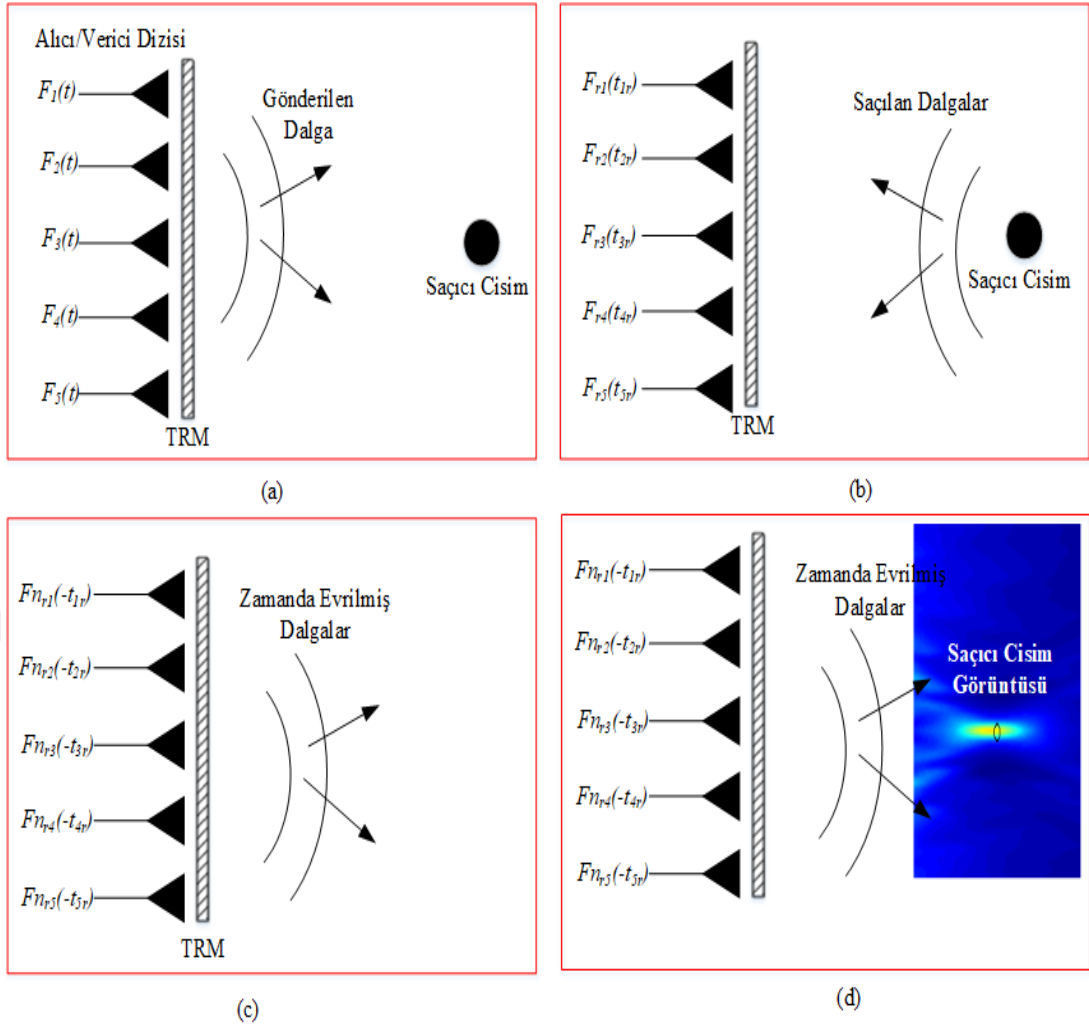 Alıcı/Verici Dizisi
F1(t)
F2(t)
F3(t)
F4(t)
F5(t)
Gönderilen
Dalga
Saçıcı Cisim
TRM
(a)
Fr1(t1r)
Fr2(t2r)
Fr3(t3r)
Fr4(t4r)
Fr5(t5r)
Saçılan Dalgalar
Saçıcı Cisim
TRM
(b)
Fnr1(-t1r)
Fnr2(-t2r)
Fnr3(-t3r)
Fnr4(-t4r)
Fnr5(-t5r)
Zamanda Evrilmiş
Dalgalar
TRM
(c)
Fnr1(-t1r)
Fnr2(-t2r)
Fnr3(-t3r)
Fnr4(-t4r)
Fnr5(-t5r)
Zamanda Evrilmiş
Dalgalar
Saçıcı Cisim
Görüntüsü
(d)